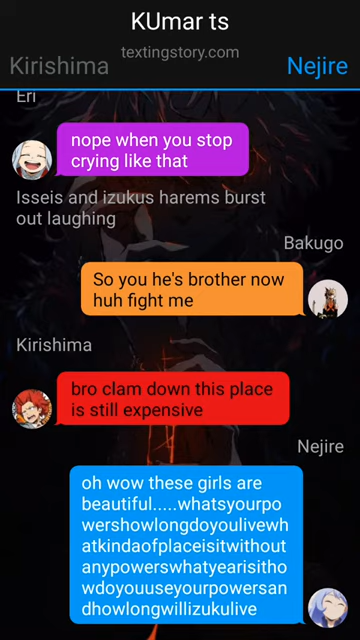 KUmar ts
textingstory.com
Kirishima
Nejire
Eri
nope when you stop
crying like that
Isseis and izukus harems burst
out laughing
Bakugo
So you he's brother now
huh fight me
Kirishima
bro clam down this place
is still expensive
Nejire
oh wow these girls are
beautiful.....whatsyourpo
wershowlongdoyoulivewh
atkindaofplaceisitwithout
anypowerswhatyearisitho
wdoyouuseyourpowersan
dhowlongwillizukulive